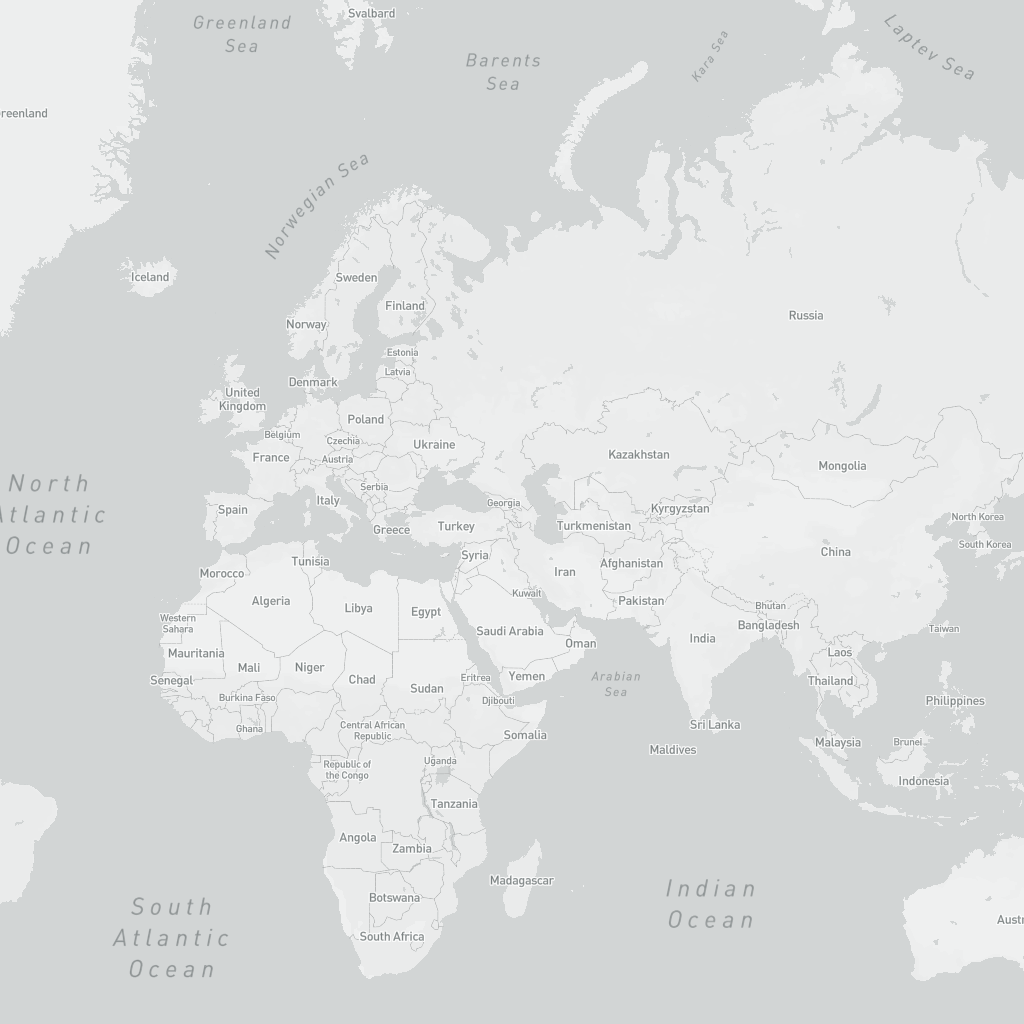 Svalbard
Greenland
Sea
Laptev Sea
Kara Sea
Barents
Sea
reenland
Norwegian Sea
Iceland
Sweden
Finland
Russia
Norway
Estonia
Latvia
Denmark
United
Kingdom
Poland
Belgium
Czechia
Ukraine
France
Austria
Kazakhstan
Mongolia
North
Atlantic
Ocean
Serbia
Italy
Spain
Georgia
Kyrgyzstan
North Korea
Greece
Turkey
Turkmenistan
South Korea
Syria
China
Tunisia
Iran
Afghanistan
Morocco
Kuwait
Algeria
Libya
Egypt
Pakistan
Bhutan
Western
Sahara
Bangladesh
Taiwan
Saudi Arabia
India
Oman
Mauritania
Laos
Mali
Niger
Chad
Eritrea
Yemen
Arabian
Sea
Senegal
Sudan
Thailand
Burkina Faso
Djibouti
Philippines
Ghana
Central African
Republic
Somalia
Sri Lanka
Maldives
Malaysia
Brunei
Republic of
the Congo
Uganda
Indonesia
Tanzania
Angola
Zambia
Madagascar
Indian
Ocean
Botswana
South
Atlantic
Ocean
South Africa
Austr